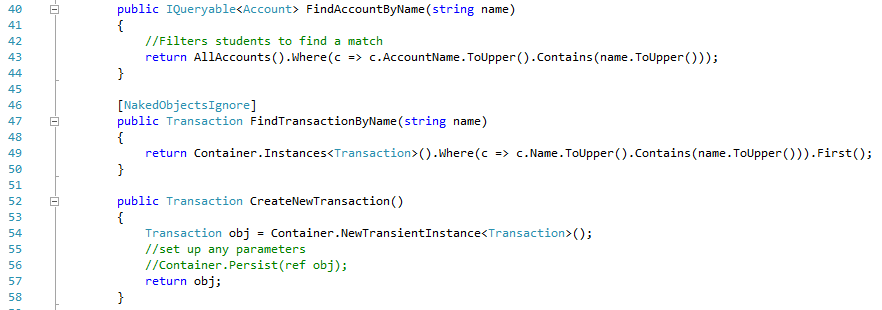 40 public IQueryable<Account> FindAccountByName(string name)
41 {
42 //Filters students to find a match
43 return AllAccounts().Where(c => c.AccountName.ToUpper().Contains(name.ToUpper()));
44 }
45
46 [NakedObjectsIgnore]
47 public Transaction FindTransactionByName(string name)
48 {
49 return Container.Instances<Transaction>().Where(c => c.Name.ToUpper().Contains(name.ToUpper())).First();
50 }
51
52 public Transaction CreateNewTransaction()
53 {
54 Transaction obj = Container.NewTransientInstance<Transaction>();
55 //set up any parameters
56 //Container.Persist(ref obj);
57 return obj;
58 }